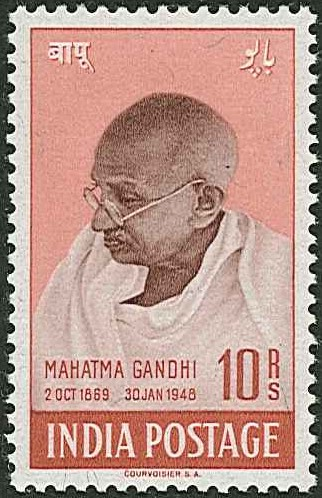 बापू باپو
MAHATMA GANDHI 10 RS
2 OCT 1869 30 JAN 1948
INDIA POSTAGE
COURVOISIER S.A.